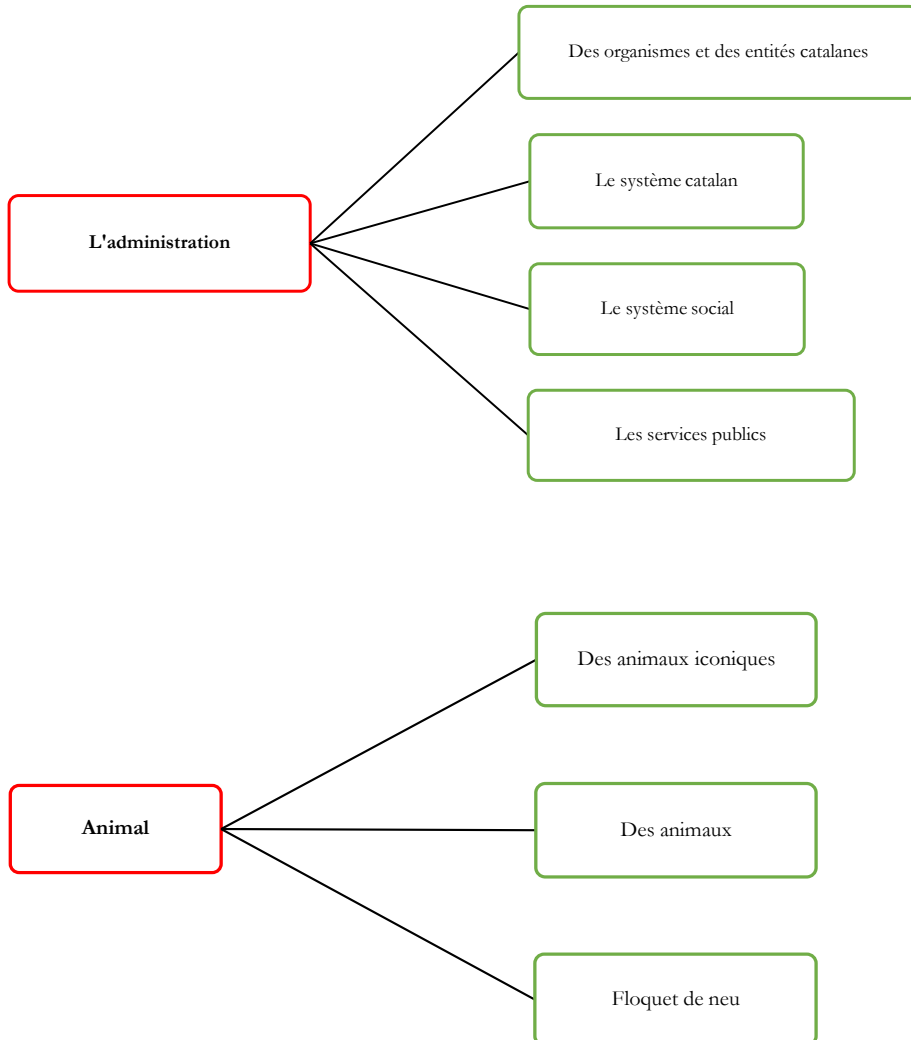 Des organismes et des entités catalanes
Le système catalan
L'administration
Le système social
Les services publics
Des animaux iconiques
Animal
Des animaux
Floquet de neu